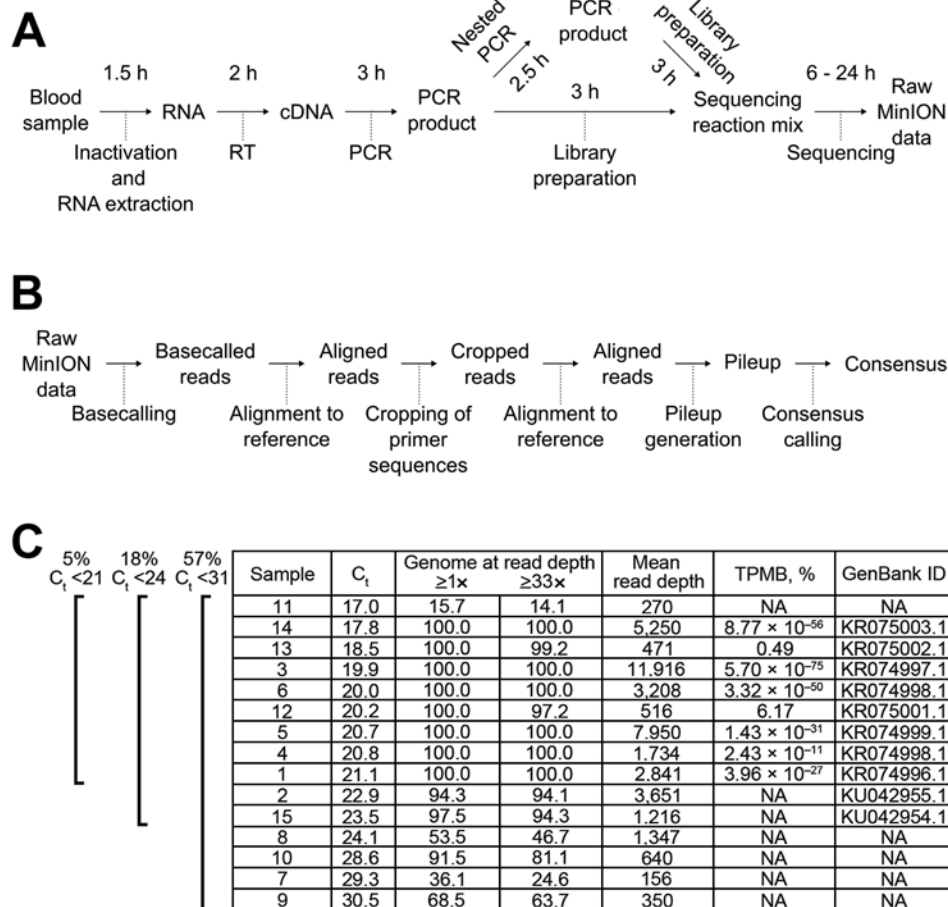 A
Nested
PCR
2.5 h
PCR
product
Library
preparation
3 h
1.5 h
2 h
3 h
3 h
6 - 24 h
Blood
sample
RNA
cDNA
PCR
product
Sequencing
reaction mix
Raw
MinION
data
Inactivation
and
RNA extraction
RT
PCR
Library
preparation
Sequencing
B
Raw
MinION
data
Basecalled
reads
Aligned
reads
Cropped
reads
Aligned
reads
Pileup
Consensus
Basecalling
Alignment to
reference
Cropping of
primer
sequences
Alignment to
reference
Pileup
generation
Consensus
calling
C
5%
Ct <21
18%
Ct <24
57%
Ct <31
Sample Ct Genome at read depth ≥1× ≥33× Mean read depth TPMB, % GenBank ID
11 17.0 15.7 14.1 270 NA NA
14 17.8 100.0 100.0 5,250 8.77 × 10⁻⁵⁶ KR075003.1
13 18.5 100.0 99.2 471 0.49 KR075002.1
3 19.9 100.0 100.0 11.916 5.70 × 10⁻⁷⁵ KR074997.1
6 20.0 100.0 100.0 3,208 3.32 × 10⁻⁵⁰ KR074998.1
12 20.2 100.0 97.2 516 6.17 KR075001.1
5 20.7 100.0 100.0 7.950 1.43 × 10⁻³¹ KR074999.1
4 20.8 100.0 100.0 1.734 2.43 × 10⁻¹¹ KR074998.1
1 21.1 100.0 100.0 2.841 3.96 × 10⁻²⁷ KR074996.1
2 22.9 94.3 94.1 3,651 NA KU042955.1
15 23.5 97.5 94.3 1.216 NA KU042954.1
8 24.1 53.5 46.7 1,347 NA NA
10 28.6 91.5 81.1 640 NA NA
7 29.3 36.1 24.6 156 NA NA
9 30.5 68.5 63.7 350 NA NA